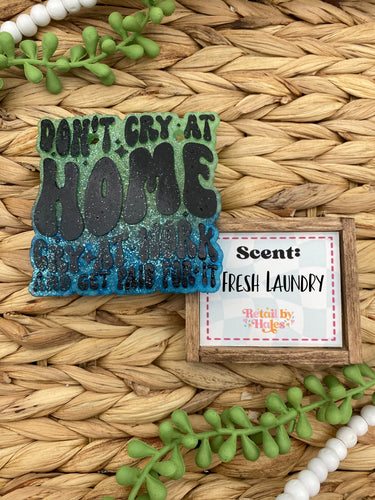 DON'T CRY AT
HOME
CRY AT WORK
AND GET PAID FOR IT
Scent:
FRESH LAUNDRY
Retail by
Hales